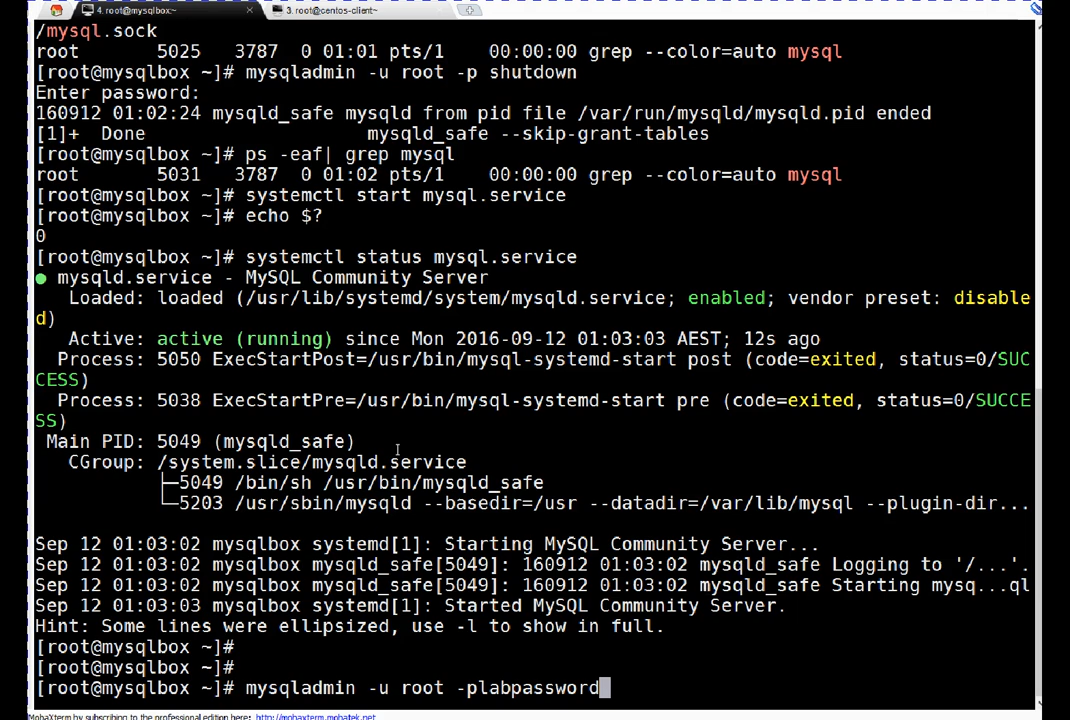 4. root@mysqlbox:~
3. root@centos-client~
/mysql.sock
root      5025   3787  0 01:01 pts/1    00:00:00 grep --color=auto mysql
[root@mysqlbox ~]# mysqladmin -u root -p shutdown
Enter password:
160912 01:02:24 mysqld_safe mysqld from pid file /var/run/mysqld/mysqld.pid ended
[1]+  Done                    mysqld_safe --skip-grant-tables
[root@mysqlbox ~]# ps -eaf| grep mysql
root      5031   3787  0 01:02 pts/1    00:00:00 grep --color=auto mysql
[root@mysqlbox ~]# systemctl start mysql.service
[root@mysqlbox ~]# echo $?
0
[root@mysqlbox ~]# systemctl status mysql.service
● mysqld.service - MySQL Community Server
   Loaded: loaded (/usr/lib/systemd/system/mysqld.service; enabled; vendor preset: disable
d)
   Active: active (running) since Mon 2016-09-12 01:03:03 AEST; 12s ago
  Process: 5050 ExecStartPost=/usr/bin/mysql-systemd-start post (code=exited, status=0/SUC
CESS)
  Process: 5038 ExecStartPre=/usr/bin/mysql-systemd-start pre (code=exited, status=0/SUCCE
SS)
 Main PID: 5049 (mysqld_safe)
   CGroup: /system.slice/mysqld.service
           ├─5049 /bin/sh /usr/bin/mysqld_safe
           └─5203 /usr/sbin/mysqld --basedir=/usr --datadir=/var/lib/mysql --plugin-dir...
Sep 12 01:03:02 mysqlbox systemd[1]: Starting MySQL Community Server...
Sep 12 01:03:02 mysqlbox mysqld_safe[5049]: 160912 01:03:02 mysqld_safe Logging to '/...'.
Sep 12 01:03:02 mysqlbox mysqld_safe[5049]: 160912 01:03:02 mysqld_safe Starting mysq...ql
Sep 12 01:03:03 mysqlbox systemd[1]: Started MySQL Community Server.
Hint: Some lines were ellipsized, use -l to show in full.
[root@mysqlbox ~]#
[root@mysqlbox ~]#
[root@mysqlbox ~]# mysqladmin -u root -plabpassword
MobaXterm by subscribing to the professional edition here: http://mobaxterm.mobatek.net